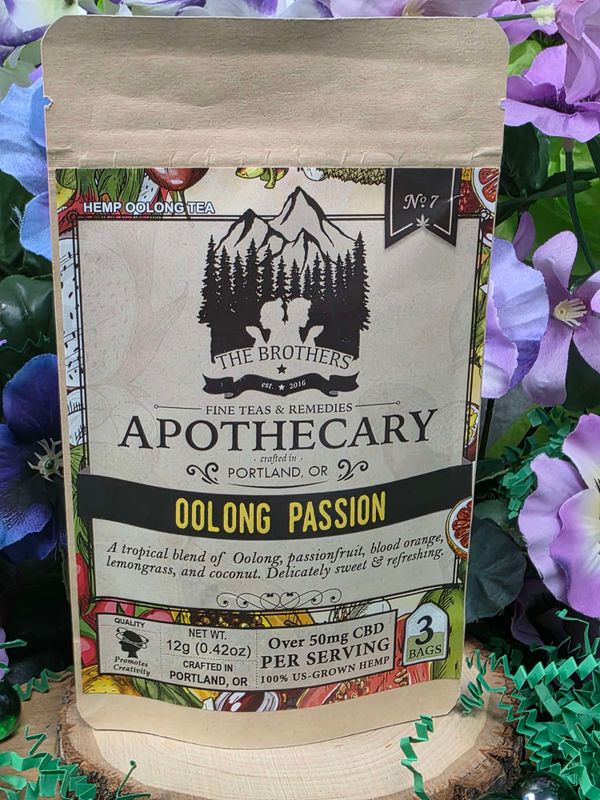 HEMP OOLONG TEA
Nº 7
THE BROTHERS
est. ★ 2016
FINE TEAS & REMEDIES
APOTHECARY
· crafted in ·
PORTLAND, OR
OOLONG PASSION
A tropical blend of Oolong, passionfruit, blood orange,
lemongrass, and coconut. Delicately sweet & refreshing.
QUALITY
Promotes
Creativity
NET WT.
12g (0.42oz)
CRAFTED IN
PORTLAND, OR
Over 50mg CBD
PER SERVING
100% US-GROWN HEMP
3
BAGS